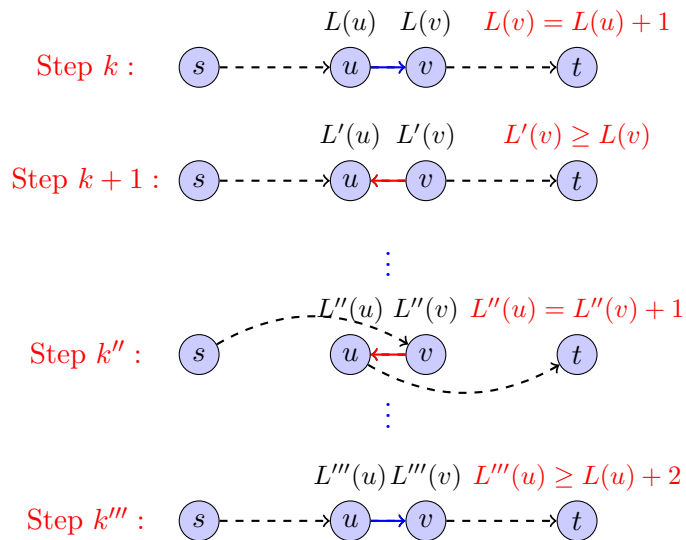 L(u) L(v) L(v) = L(u) + 1
Step k : s u v t
L′(u) L′(v) L′(v) ≥ L(v)
Step k + 1 : s u v t
⋮
L′′(u) L′′(v) L′′(u) = L′′(v) + 1
Step k′′ : s u v t
⋮
L′′′(u) L′′′(v) L′′′(u) ≥ L(u) + 2
Step k′′′ : s u v t